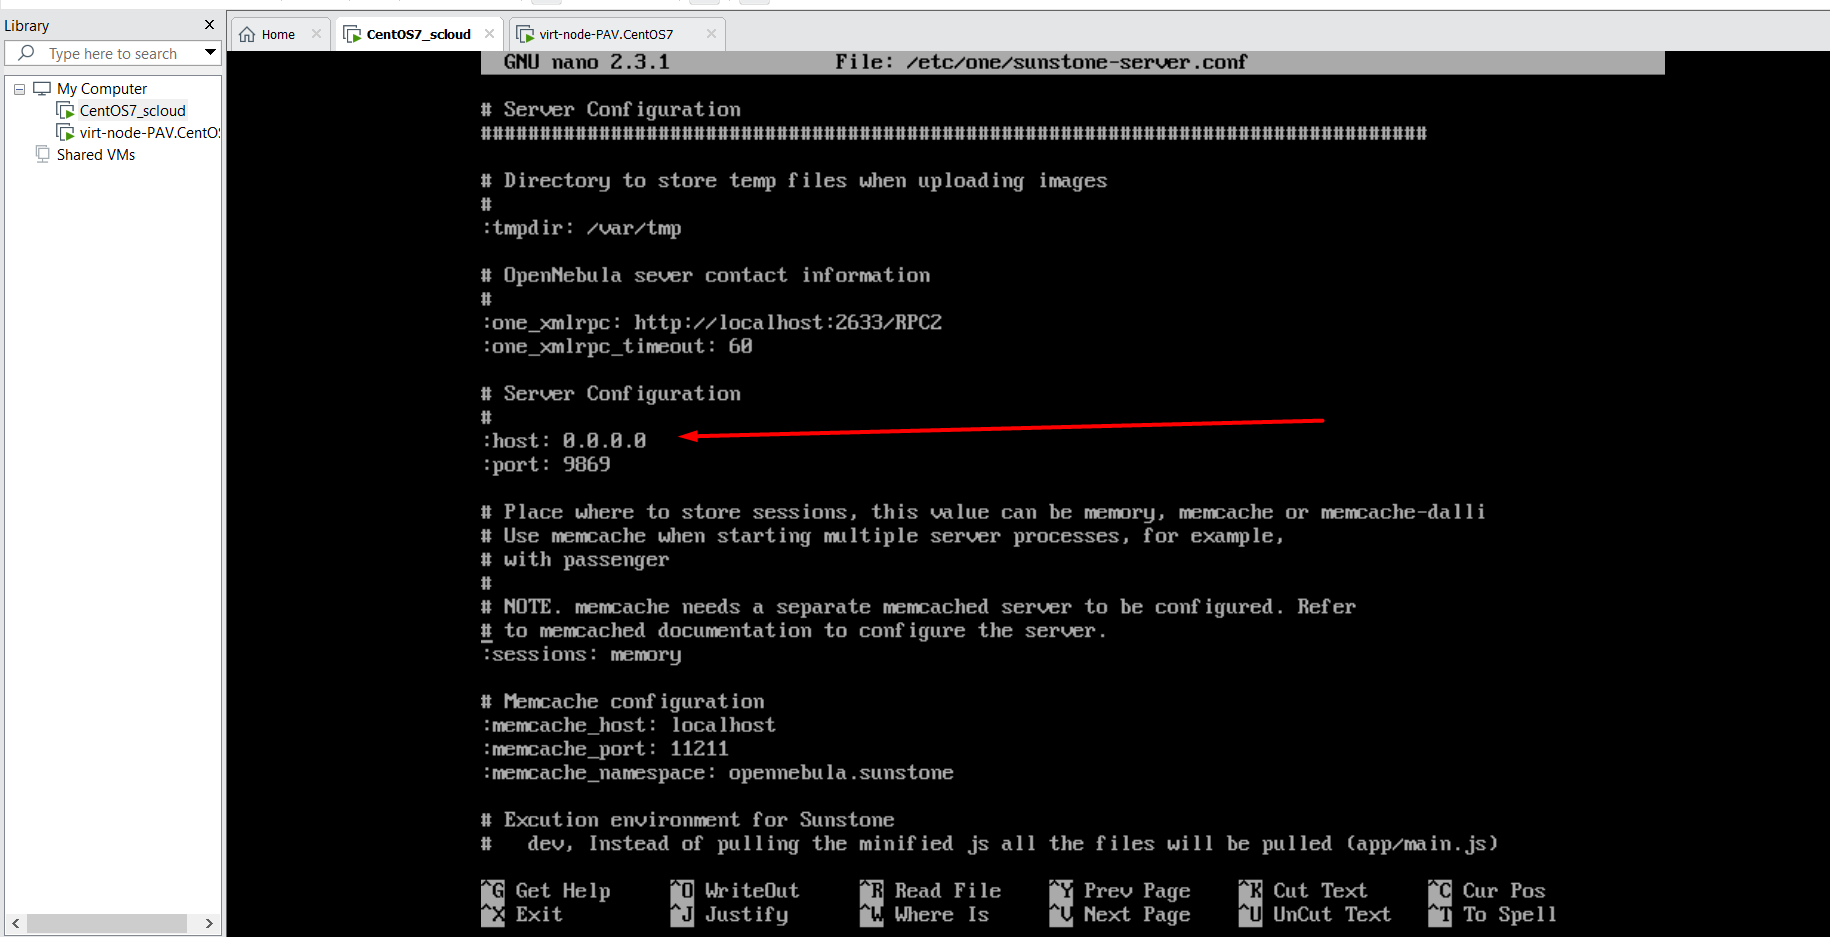 Library
Type here to search
My Computer
CentOS7_scloud
virt-node-PAV.CentO
Shared VMs
Home
CentOS7_scloud
virt-node-PAV.CentOS7
GNU nano 2.3.1 File: /etc/one/sunstone-server.conf
# Server Configuration
################################################################################
# Directory to store temp files when uploading images
#
:tmpdir: /var/tmp
# OpenNebula sever contact information
#
:one_xmlrpc: http://localhost:2633/RPC2
:one_xmlrpc_timeout: 60
# Server Configuration
#
:host: 0.0.0.0
:port: 9869
# Place where to store sessions, this value can be memory, memcache or memcache-dalli
# Use memcache when starting multiple server processes, for example,
# with passenger
#
# NOTE. memcache needs a separate memcached server to be configured. Refer
# to memcached documentation to configure the server.
:sessions: memory
# Memcache configuration
:memcache_host: localhost
:memcache_port: 11211
:memcache_namespace: opennebula.sunstone
# Excution environment for Sunstone
# dev, Instead of pulling the minified js all the files will be pulled (app/main.js)
^G Get Help ^O WriteOut ^R Read File ^Y Prev Page ^K Cut Text ^C Cur Pos
^X Exit ^J Justify ^W Where Is ^V Next Page ^U UnCut Text ^T To Spell